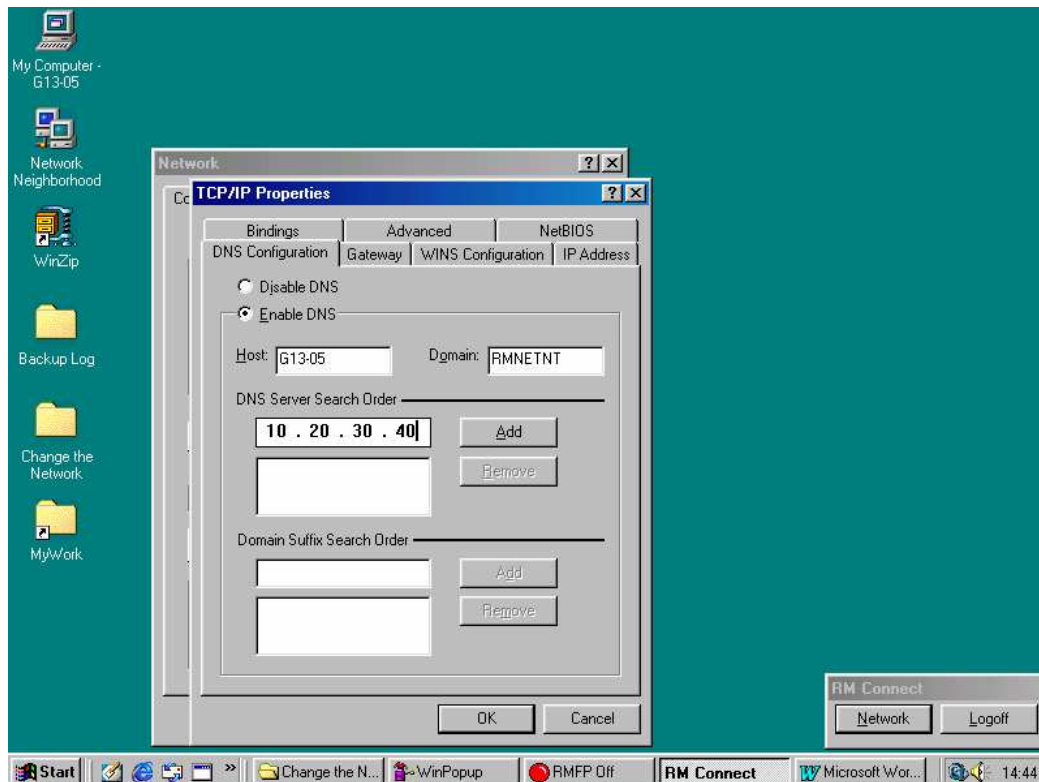 My Computer -
G13-05
Network
Neighborhood
WinZip
Backup Log
Change the
Network
MyWork
Network
Co
TCP/IP Properties
Bindings Advanced NetBIOS
DNS Configuration Gateway WINS Configuration IP Address
Disable DNS
Enable DNS
Host: G13-05 Domain: RMNETNT
DNS Server Search Order
10 . 20 . 30 . 40
Add
Remove
Domain Suffix Search Order
Add
Remove
OK Cancel
RM Connect
Network Logoff
Start » Change the N... WinPopup RMFP Off RM Connect Microsoft Wor... 14:44